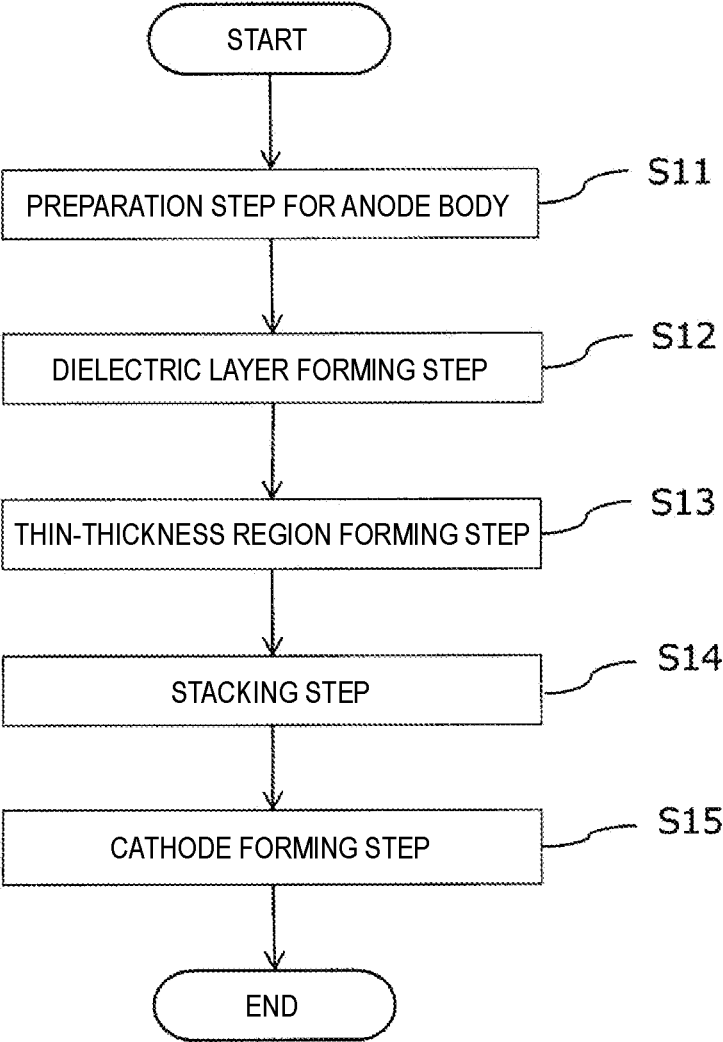 START
S11
PREPARATION STEP FOR ANODE BODY
S12
DIELECTRIC LAYER FORMING STEP
S13
THIN-THICKNESS REGION FORMING STEP
S14
STACKING STEP
S15
CATHODE FORMING STEP
END